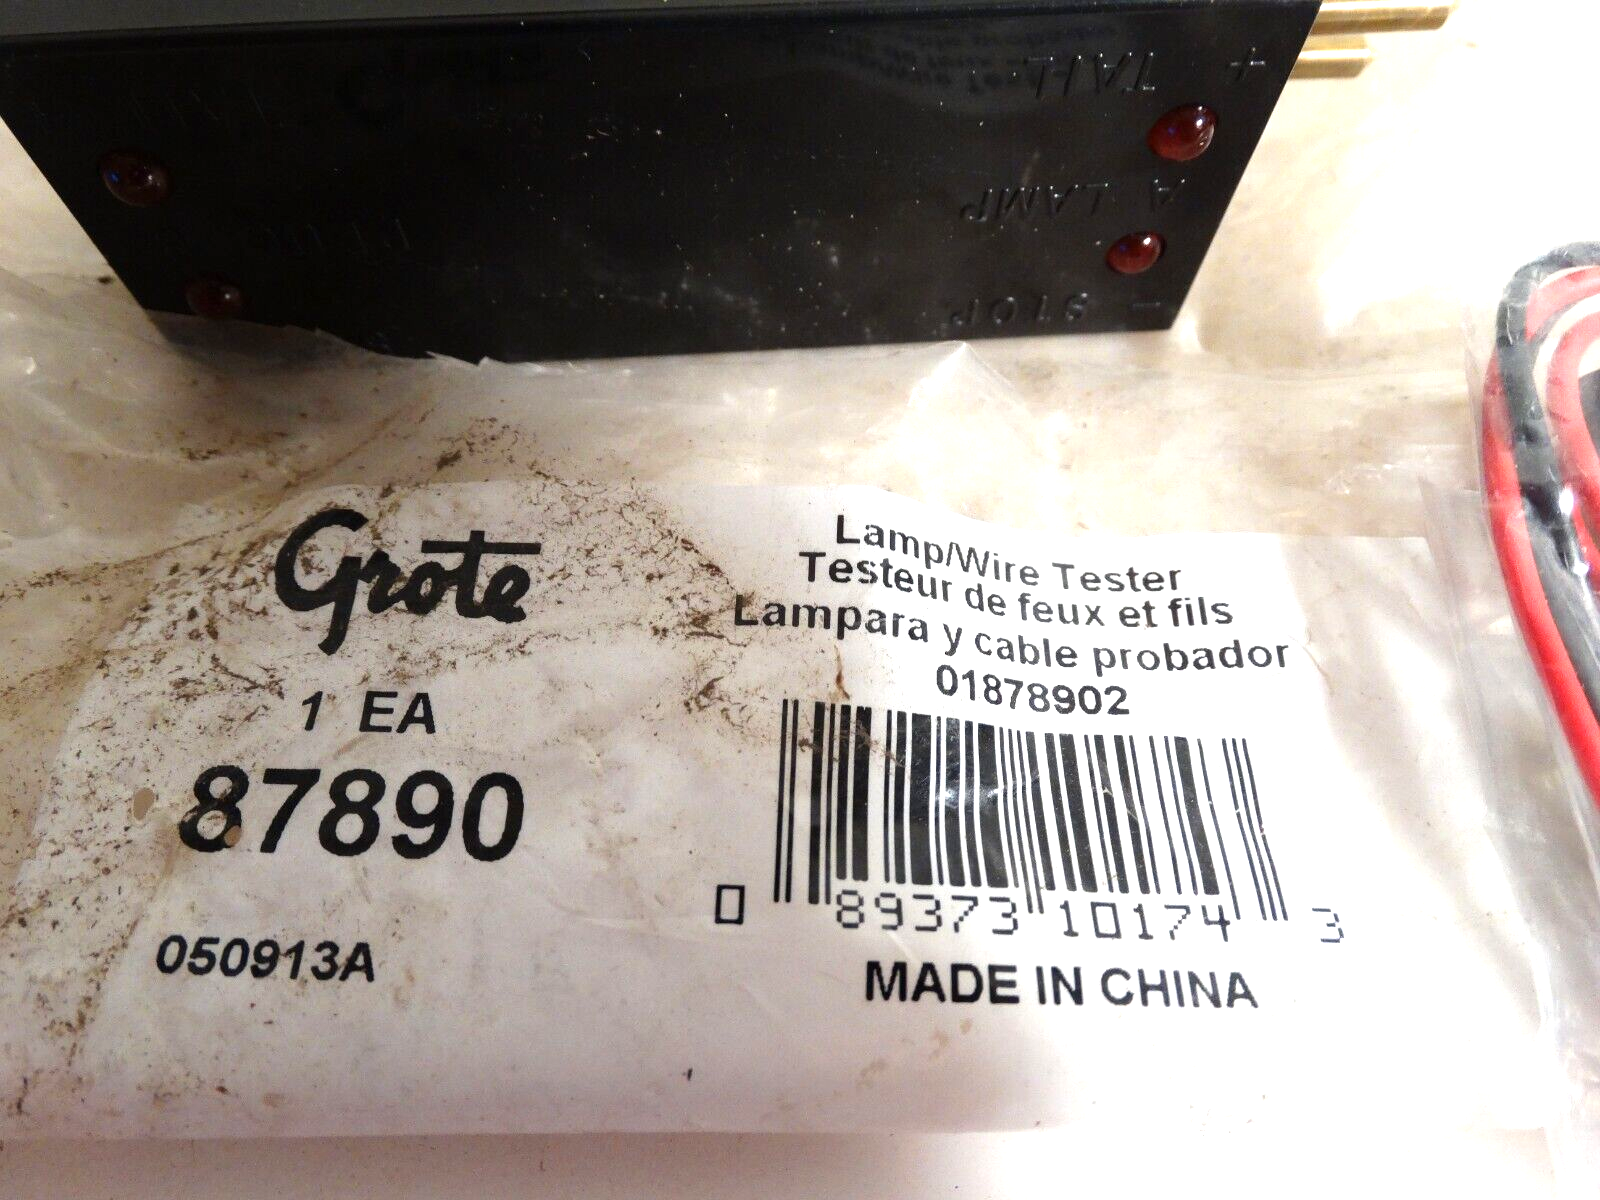 + TAIL
A LAMP
- STOP
Grote
1 EA
87890
050913A
Lamp/Wire Tester
Testeur de feux et fils
Lampara y cable probador
01878902
0 89373 10174 3
MADE IN CHINA